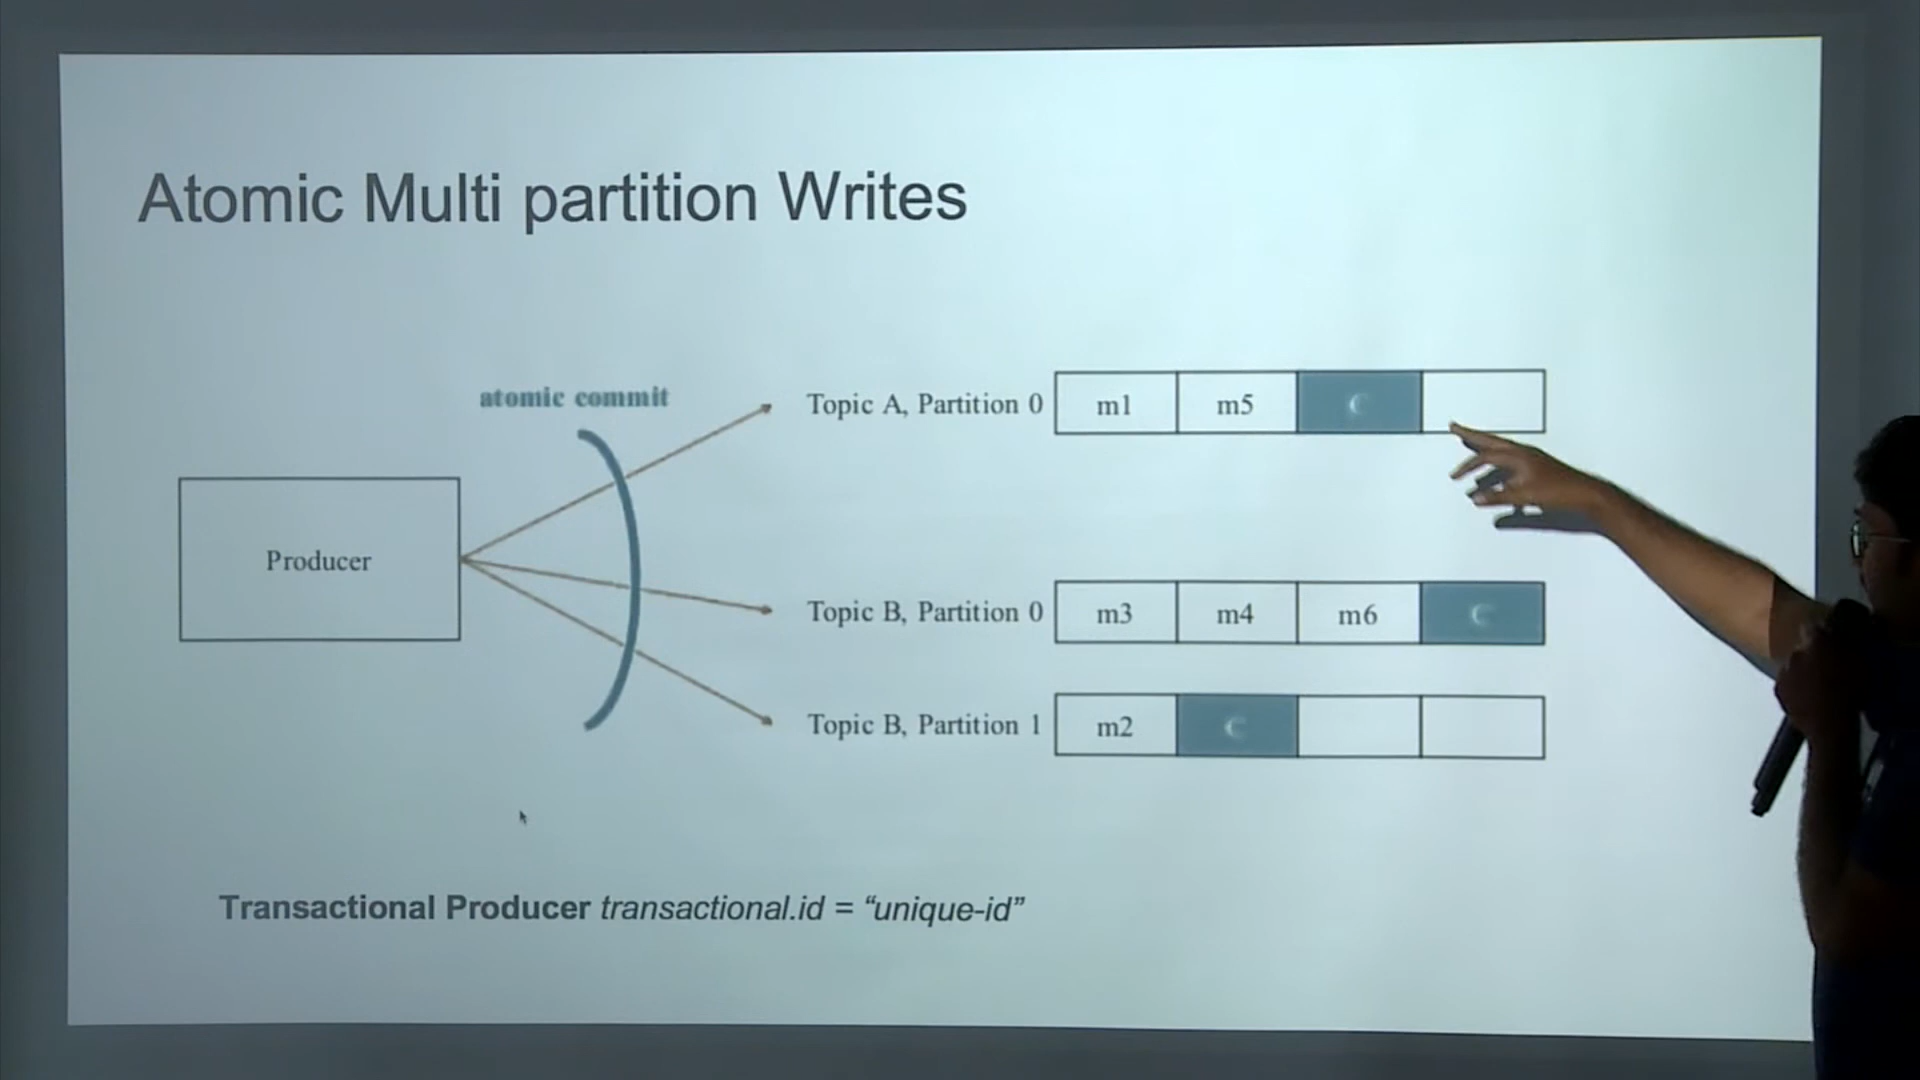 Atomic Multi partition Writes
atomic commit
Producer
Topic A, Partition 0 m1 m5 C
Topic B, Partition 0 m3 m4 m6 C
Topic B, Partition 1 m2 C
Transactional Producer transactional.id = “unique-id”